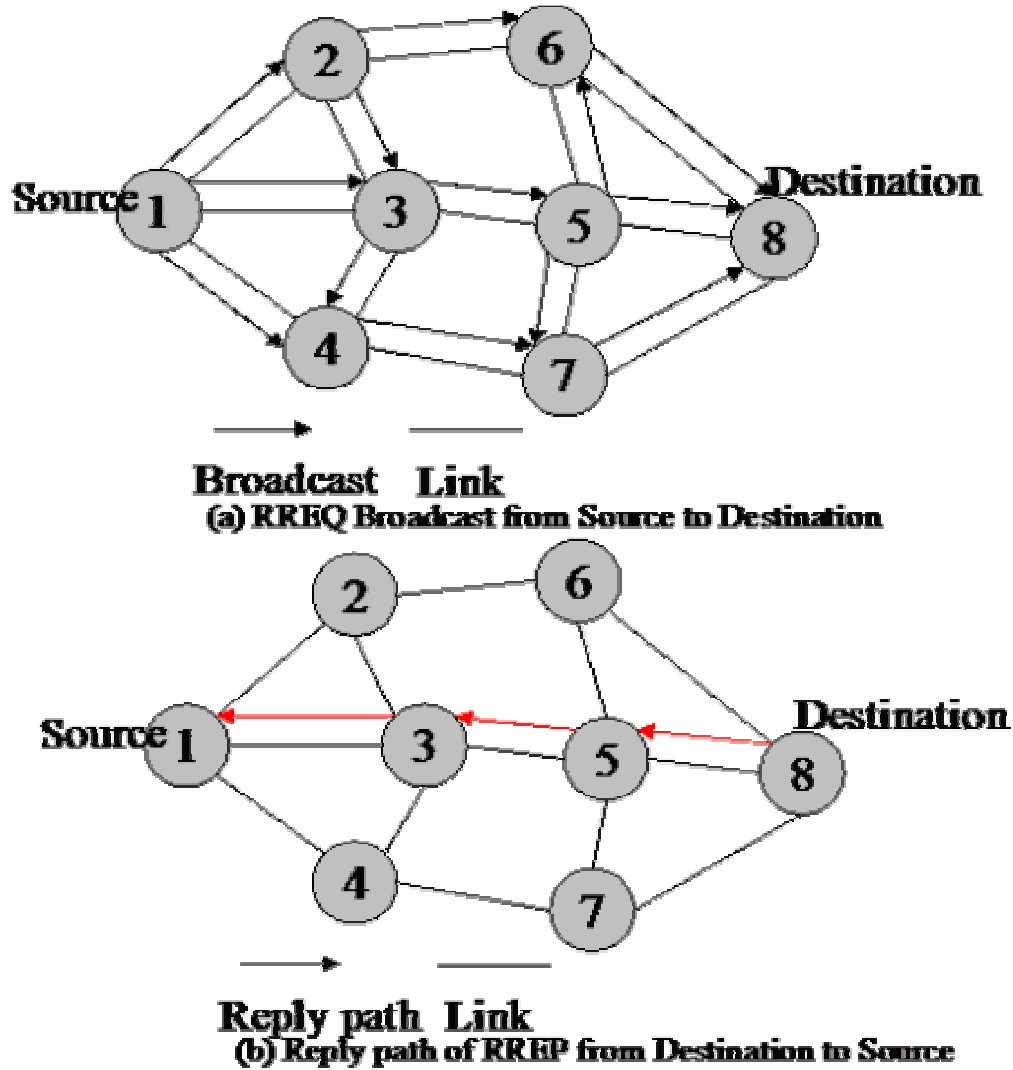 2
6
Source 1
3
5
Destination
8
4
7
Broadcast Link
(a) RREQ Broadcast from Source to Destination
2
6
Source 1
3
5
Destination
8
4
7
Reply path Link
(b) Reply path of RREP from Destination to Source